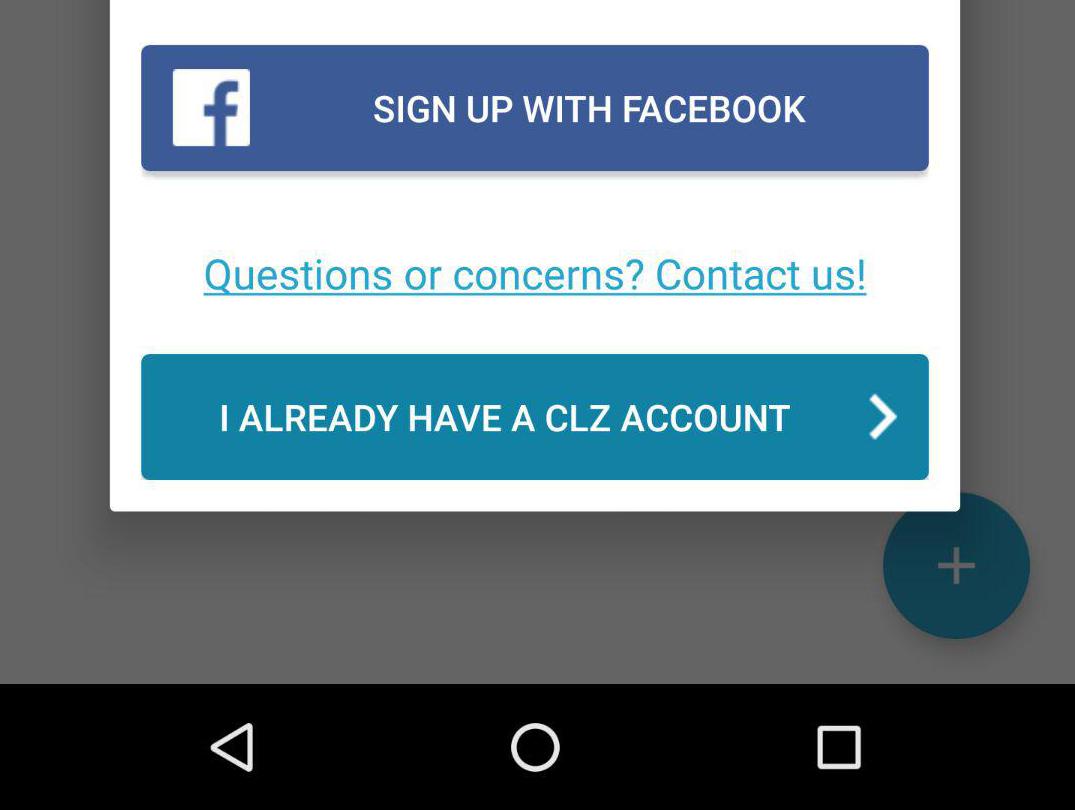 SIGN UP WITH FACEBOOK
Questions or concerns? Contact us!
I ALREADY HAVE A CLZ ACCOUNT